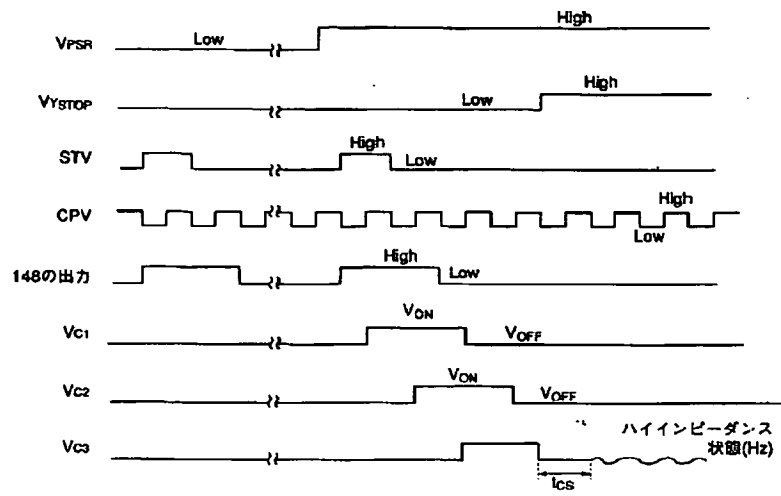 VPSR Low High
VYSTOP Low High
STV High Low
CPV High Low
148の出力 High Low
VC1 VON VOFF
VC2 VON VOFF
VC3 ハイインピーダンス
状態(Hz)
tCS